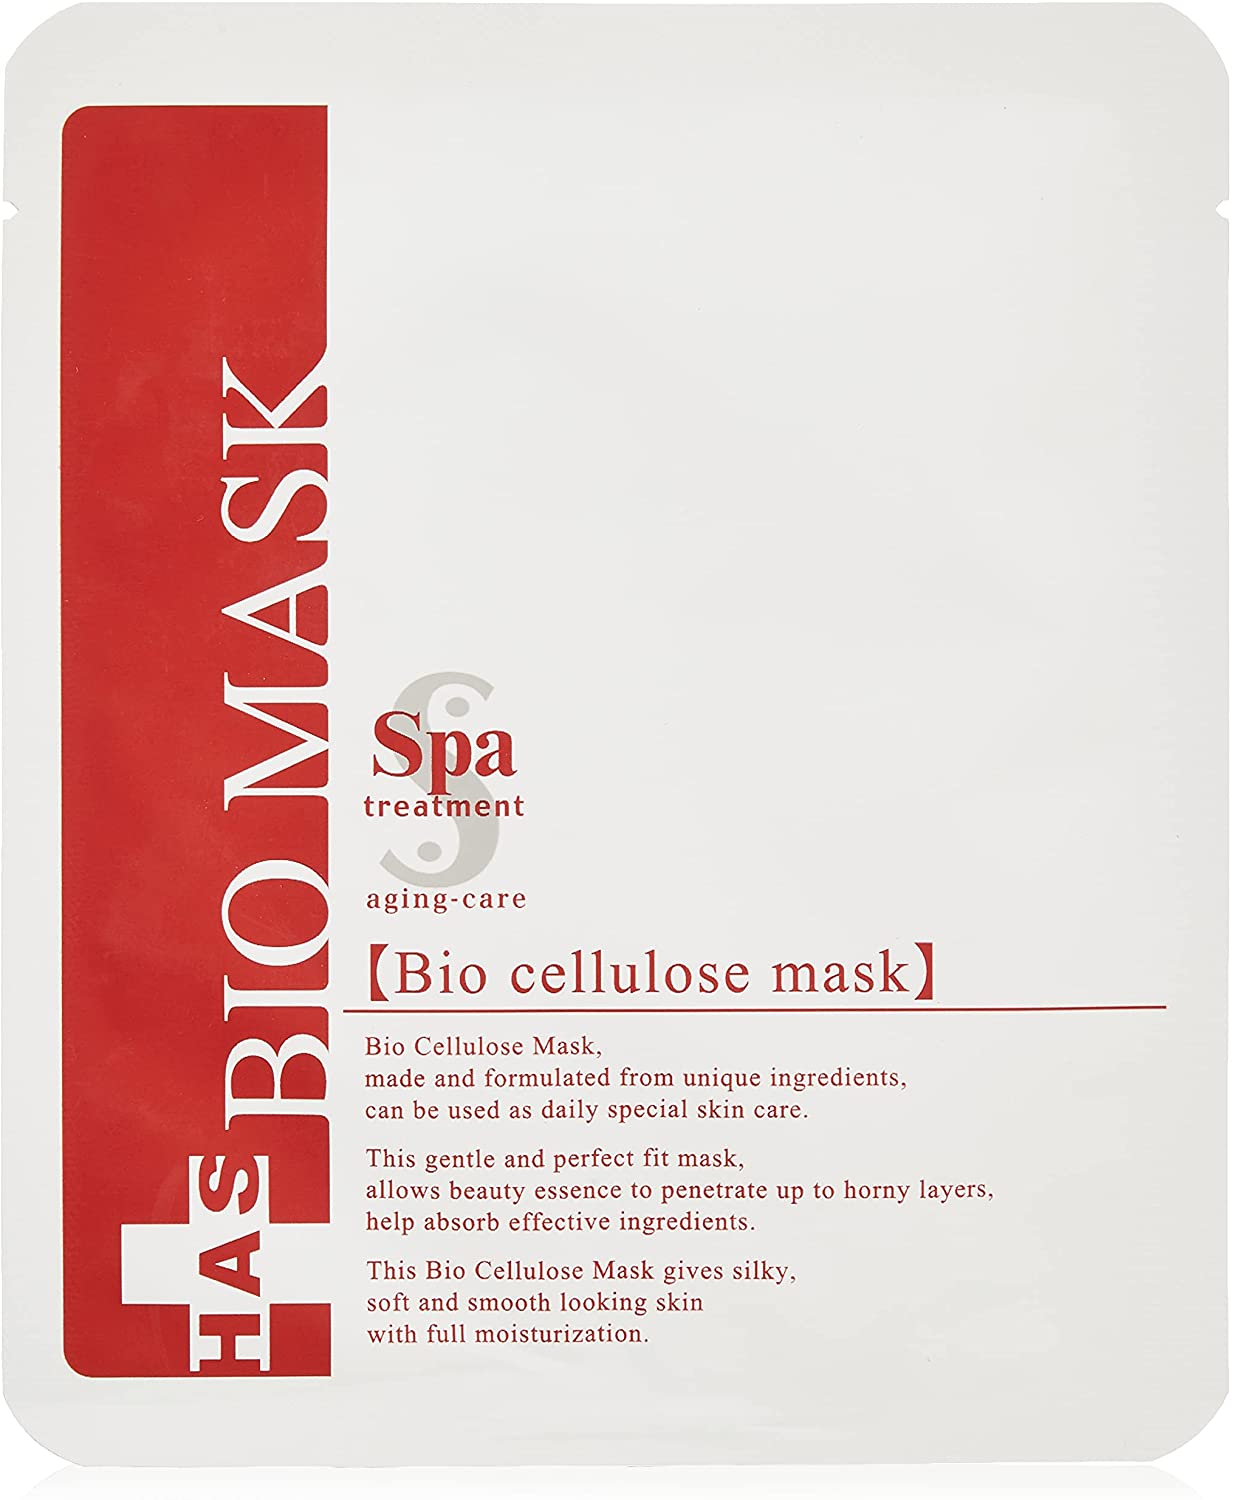 HAS BIO MASK
Spa
treatment
S
aging-care
【Bio cellulose mask】
Bio Cellulose Mask,
made and formulated from unique ingredients,
can be used as daily special skin care.
This gentle and perfect fit mask,
allows beauty essence to penetrate up to horny layers,
help absorb effective ingredients.
This Bio Cellulose Mask gives silky,
soft and smooth looking skin
with full moisturization.